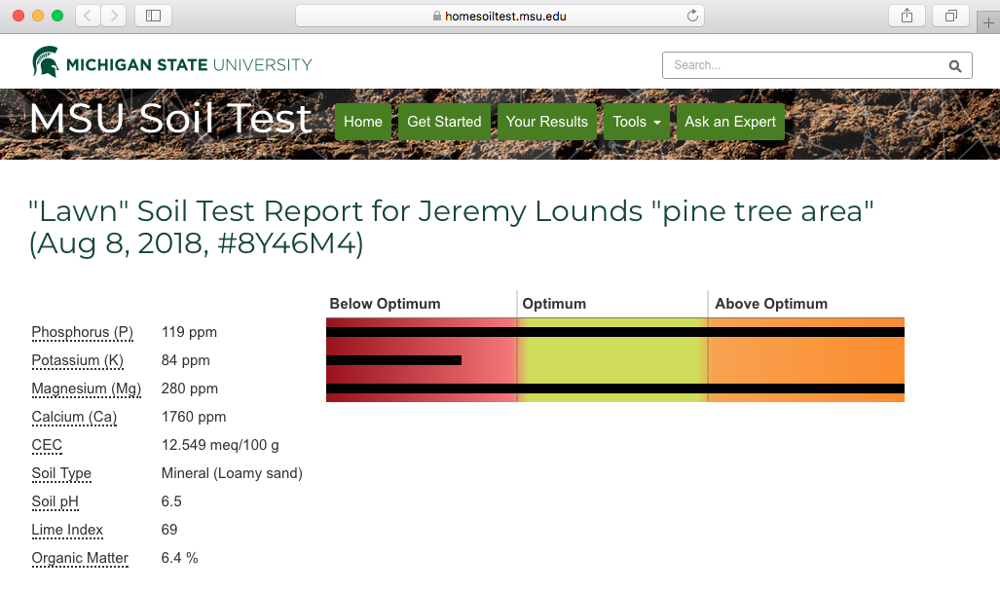 homesoiltest.msu.edu
MICHIGAN STATE UNIVERSITY
Search...
MSU Soil Test
Home
Get Started
Your Results
Tools
Ask an Expert
"Lawn" Soil Test Report for Jeremy Lounds "pine tree area"
(Aug 8, 2018, #8Y46M4)
Below Optimum Optimum Above Optimum
Phosphorus (P) 119 ppm
Potassium (K) 84 ppm
Magnesium (Mg) 280 ppm
Calcium (Ca) 1760 ppm
CEC 12.549 meq/100 g
Soil Type Mineral (Loamy sand)
Soil pH 6.5
Lime Index 69
Organic Matter 6.4 %